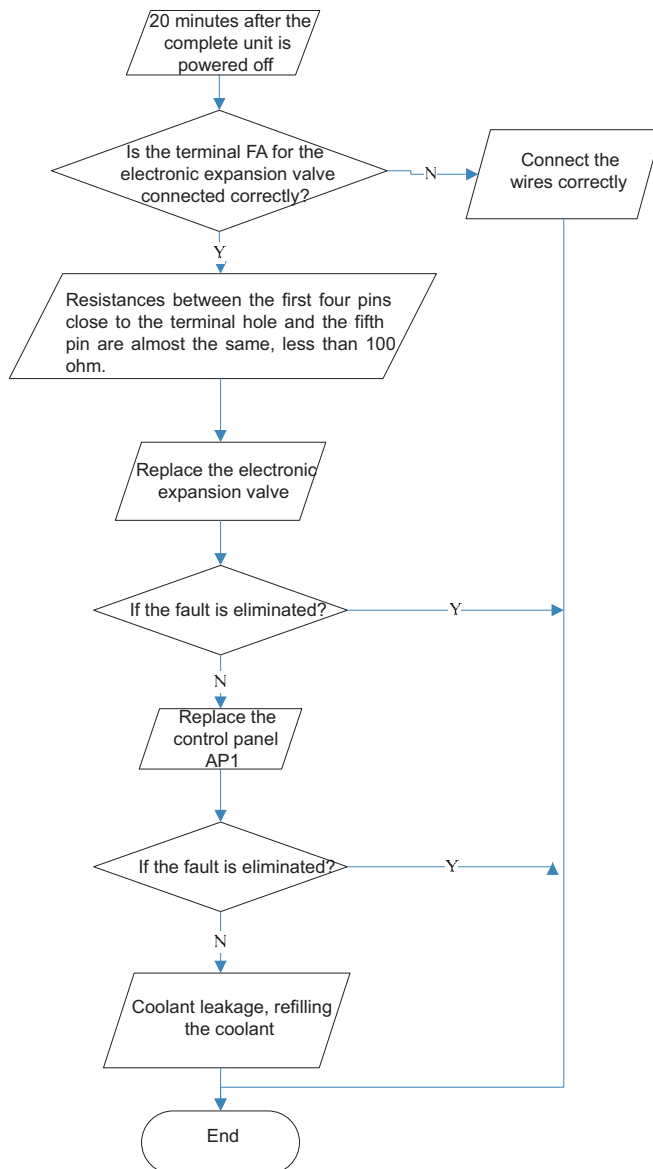 20 minutes after the
complete unit is
powered off
Is the terminal FA for the
electronic expansion valve
connected correctly?
N
Connect the
wires correctly
Y
Resistances between the first four pins
close to the terminal hole and the fifth
pin are almost the same, less than 100
ohm.
Replace the electronic
expansion valve
If the fault is eliminated?
Y
N
Replace the
control panel
AP1
If the fault is eliminated?
Y
N
Coolant leakage, refilling
the coolant
End